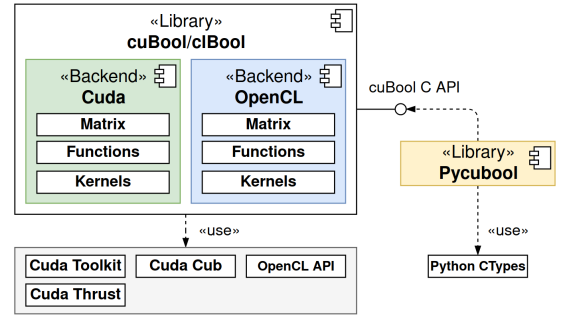 «Library»
cuBool/clBool
«Backend»
Cuda
Matrix
Functions
Kernels
«Backend»
OpenCL
Matrix
Functions
Kernels
cuBool C API
«Library»
Pycubool
«use»
«use»
Cuda Toolkit
Cuda Cub
OpenCL API
Cuda Thrust
Python CTypes